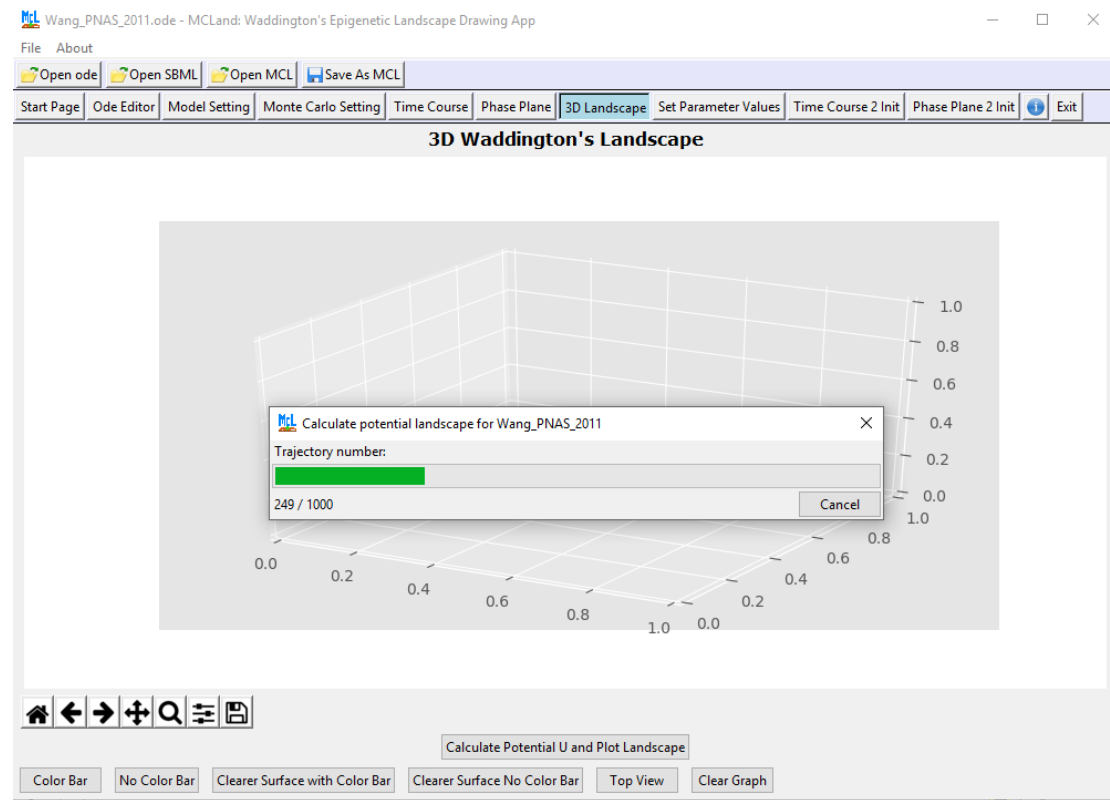 MCL Wang_PNAS_2011.ode - MCLand: Waddington's Epigenetic Landscape Drawing App
File About
Open ode Open SBML Open MCL Save As MCL
Start Page Ode Editor Model Setting Monte Carlo Setting Time Course Phase Plane 3D Landscape Set Parameter Values Time Course 2 Init Phase Plane 2 Init i Exit
3D Waddington's Landscape
1.0
0.8
0.6
0.4
0.2
0.0
MCL Calculate potential landscape for Wang_PNAS_2011
Trajectory number:
249 / 1000 Cancel
1.0
0.8
0.6
0.4
0.2
0.0
0.0
0.2
0.4
0.6
0.8
1.0
Calculate Potential U and Plot Landscape
Color Bar No Color Bar Clearer Surface with Color Bar Clearer Surface No Color Bar Top View Clear Graph